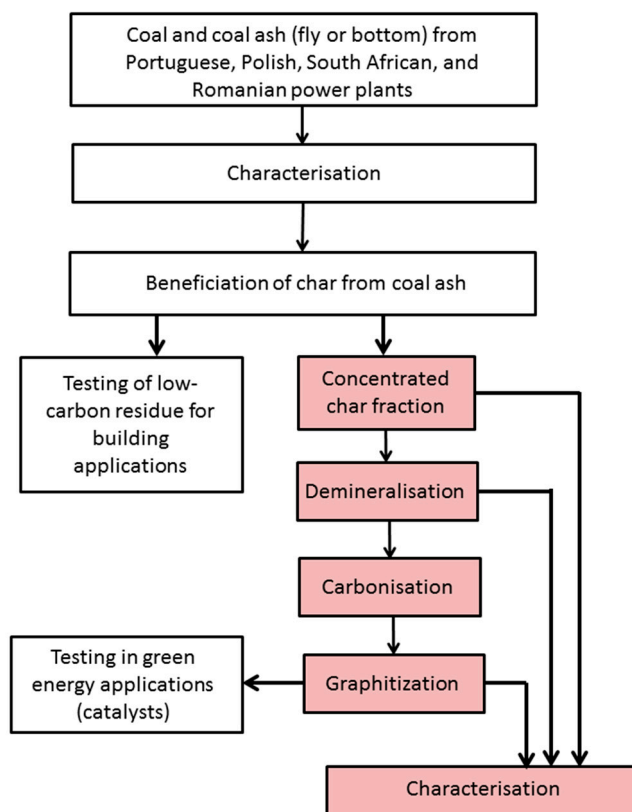 Coal and coal ash (fly or bottom) from
Portuguese, Polish, South African, and
Romanian power plants
Characterisation
Beneficiation of char from coal ash
Testing of low-
carbon residue for
building
applications
Concentrated
char fraction
Demineralisation
Carbonisation
Testing in green
energy applications
(catalysts)
Graphitization
Characterisation